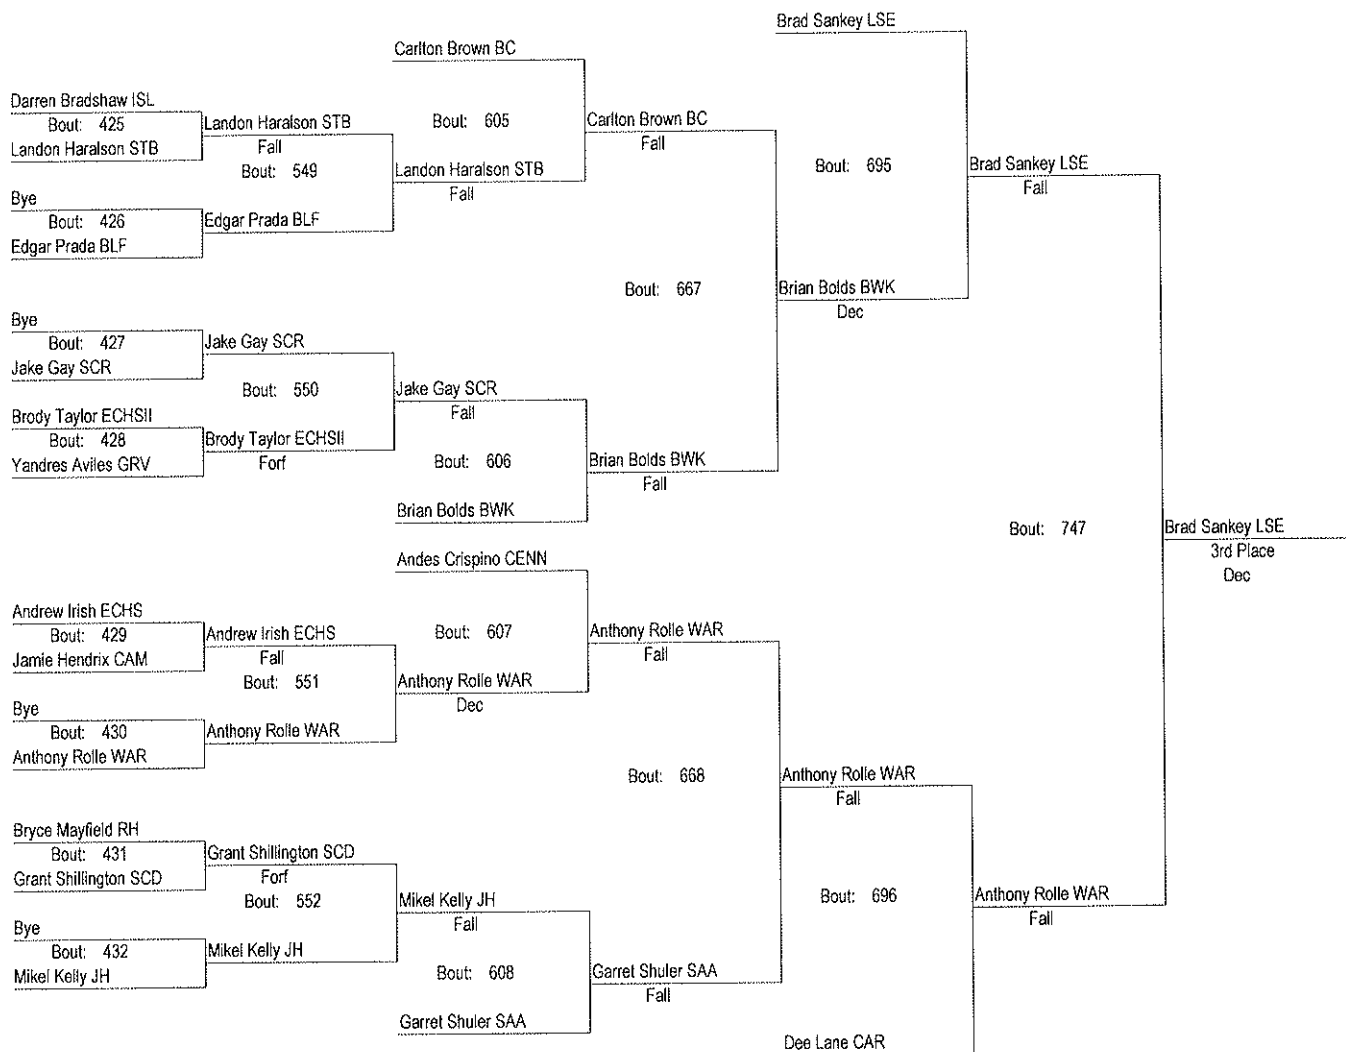 Brad Sankey LSE
Carlton Brown BC
Darren Bradshaw ISL
Bout: 425
Landon Haralson STB
Landon Haralson STB
Fall
Bout: 549
Bout: 605
Carlton Brown BC
Fall
Landon Haralson STB
Fall
Bout: 695
Brad Sankey LSE
Fall
Bye
Bout: 426
Edgar Prada BLF
Edgar Prada BLF
Bout: 667
Brian Bolds BWK
Dec
Bye
Bout: 427
Jake Gay SCR
Jake Gay SCR
Bout: 550
Jake Gay SCR
Fall
Brody Taylor ECHSII
Bout: 428
Yandres Aviles GRV
Brody Taylor ECHSII
Forf
Bout: 606
Brian Bolds BWK
Fall
Brian Bolds BWK
Bout: 747
Brad Sankey LSE
3rd Place
Dec
Andes Crispino CENN
Andrew Irish ECHS
Bout: 429
Jamie Hendrix CAM
Andrew Irish ECHS
Fall
Bout: 551
Bout: 607
Anthony Rolle WAR
Fall
Anthony Rolle WAR
Dec
Bye
Bout: 430
Anthony Rolle WAR
Anthony Rolle WAR
Bout: 668
Anthony Rolle WAR
Fall
Bryce Mayfield RH
Bout: 431
Grant Shillington SCD
Grant Shillington SCD
Forf
Bout: 552
Mikel Kelly JH
Fall
Bout: 696
Anthony Rolle WAR
Fall
Bye
Bout: 432
Mikel Kelly JH
Mikel Kelly JH
Bout: 608
Garret Shuler SAA
Fall
Garret Shuler SAA
Dee Lane CAR